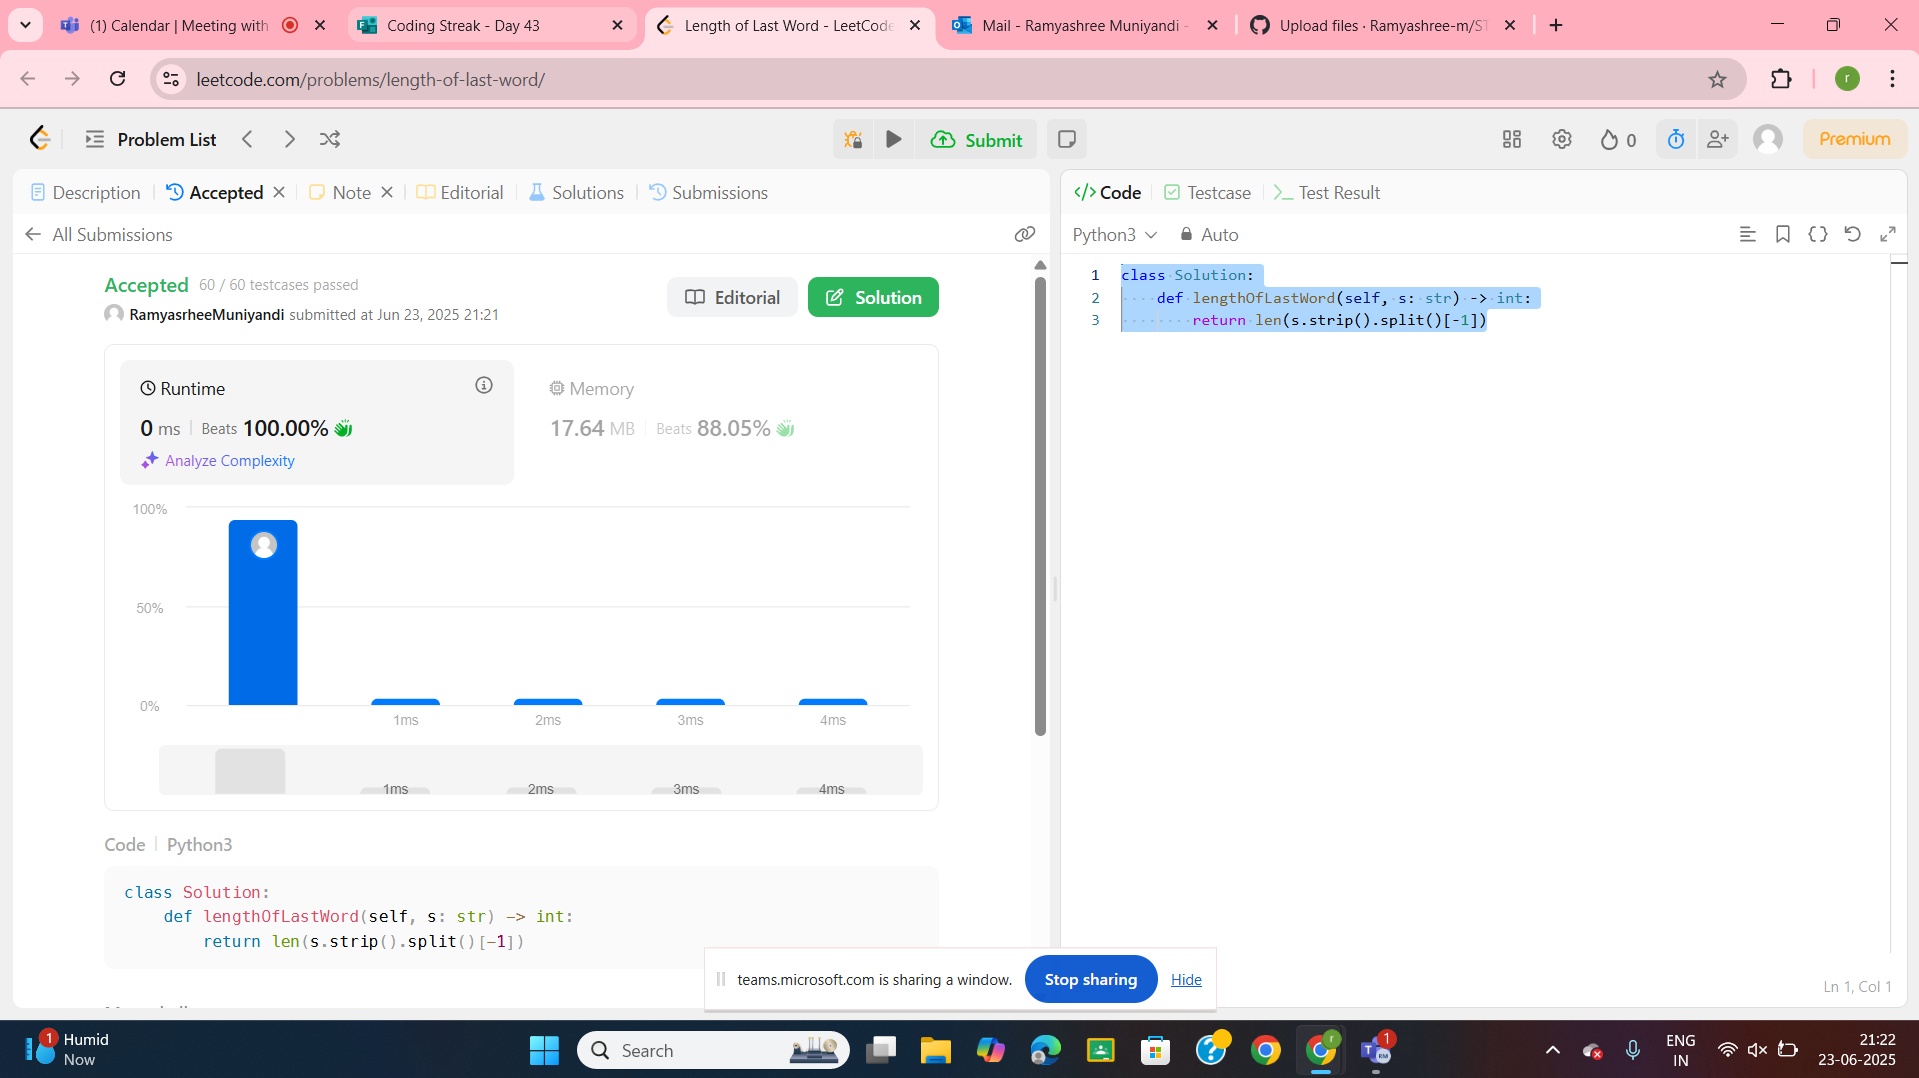 (1) Calendar | Meeting with
Coding Streak - Day 43
Length of Last Word - LeetCode
Mail - Ramyashree Muniyandi -
Upload files · Ramyashree-m/ST
leetcode.com/problems/length-of-last-word/
r
Problem List
Submit
0
Premium
Description
Accepted
Note
Editorial
Solutions
Submissions
All Submissions
Accepted 60 / 60 testcases passed
RamyasrheeMuniyandi submitted at Jun 23, 2025 21:21
Editorial
Solution
Runtime
0 ms Beats 100.00%
Analyze Complexity
Memory
17.64 MB Beats 88.05%
100%
50%
0%
1ms 2ms 3ms 4ms
1ms 2ms 3ms 4ms
Code Python3
class Solution:
def lengthOfLastWord(self, s: str) -> int:
return len(s.strip().split()[-1])
Code
Testcase
Test Result
Python3
Auto
1 class Solution:
2 def lengthOfLastWord(self, s: str) -> int:
3 return len(s.strip().split()[-1])
Ln 1, Col 1
teams.microsoft.com is sharing a window.
Stop sharing
Hide
1
Humid
Now
Search
r
1
RM
ENG
IN
21:22
23-06-2025